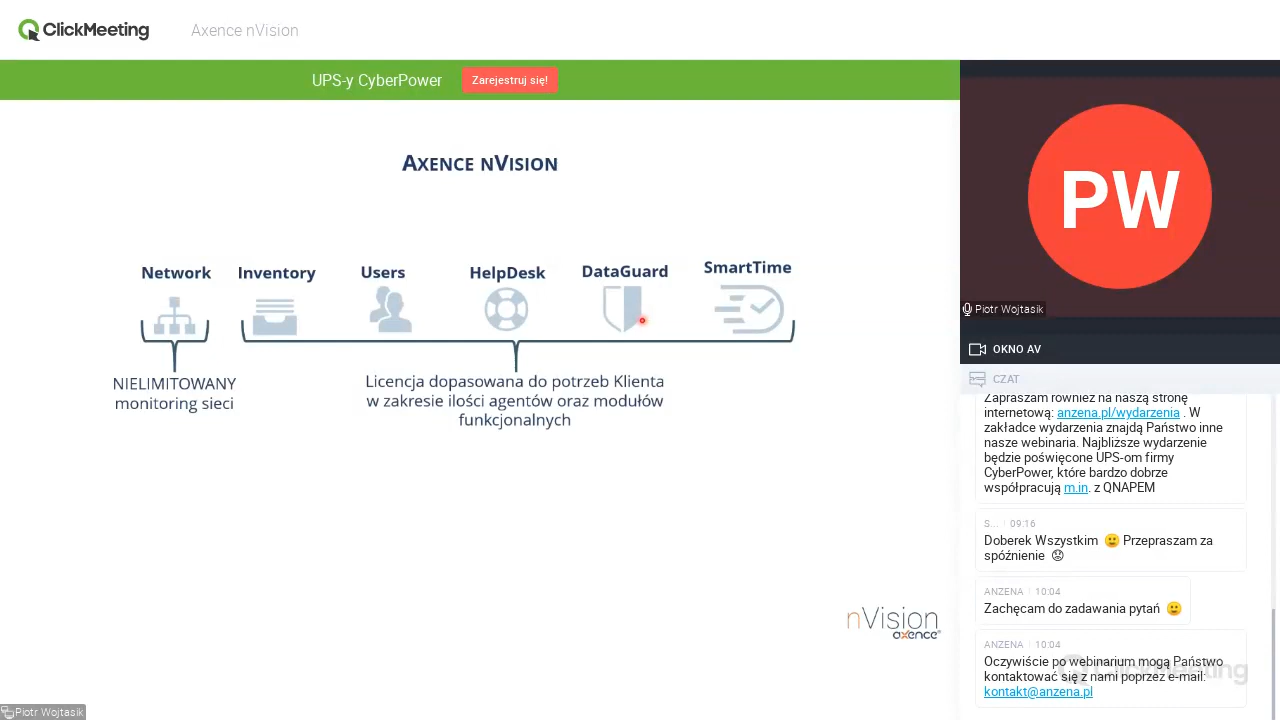 ClickMeeting
Axence nVision
UPS-y CyberPower
Zarejestruj się!
AXENCE NVISION
Network
Inventory
Users
HelpDesk
DataGuard
SmartTime
NIELIMITOWANY
monitoring sieci
Licencja dopasowana do potrzeb Klienta
w zakresie ilości agentów oraz modułów
funkcjonalnych
nVision
axence®
Piotr Wojtasik
PW
Piotr Wojtasik
OKNO AV
CZAT
Zapraszam również na naszą stronę
internetową: anzena.pl/wydarzenia . W
zakładce wydarzenia znajdą Państwo inne
nasze webinaria. Najbliższe wydarzenie
będzie poświęcone UPS-om firmy
CyberPower, które bardzo dobrze
współpracują m.in. z QNAPEM
S... 09:16
Doberek Wszystkim 🙂 Przepraszam za
spóźnienie 😟
ANZENA 10:04
Zachęcam do zadawania pytań 🙂
ANZENA 10:04
Oczywiście po webinarium mogą Państwo
kontaktować się z nami poprzez e-mail:
kontakt@anzena.pl
ClickMeeting